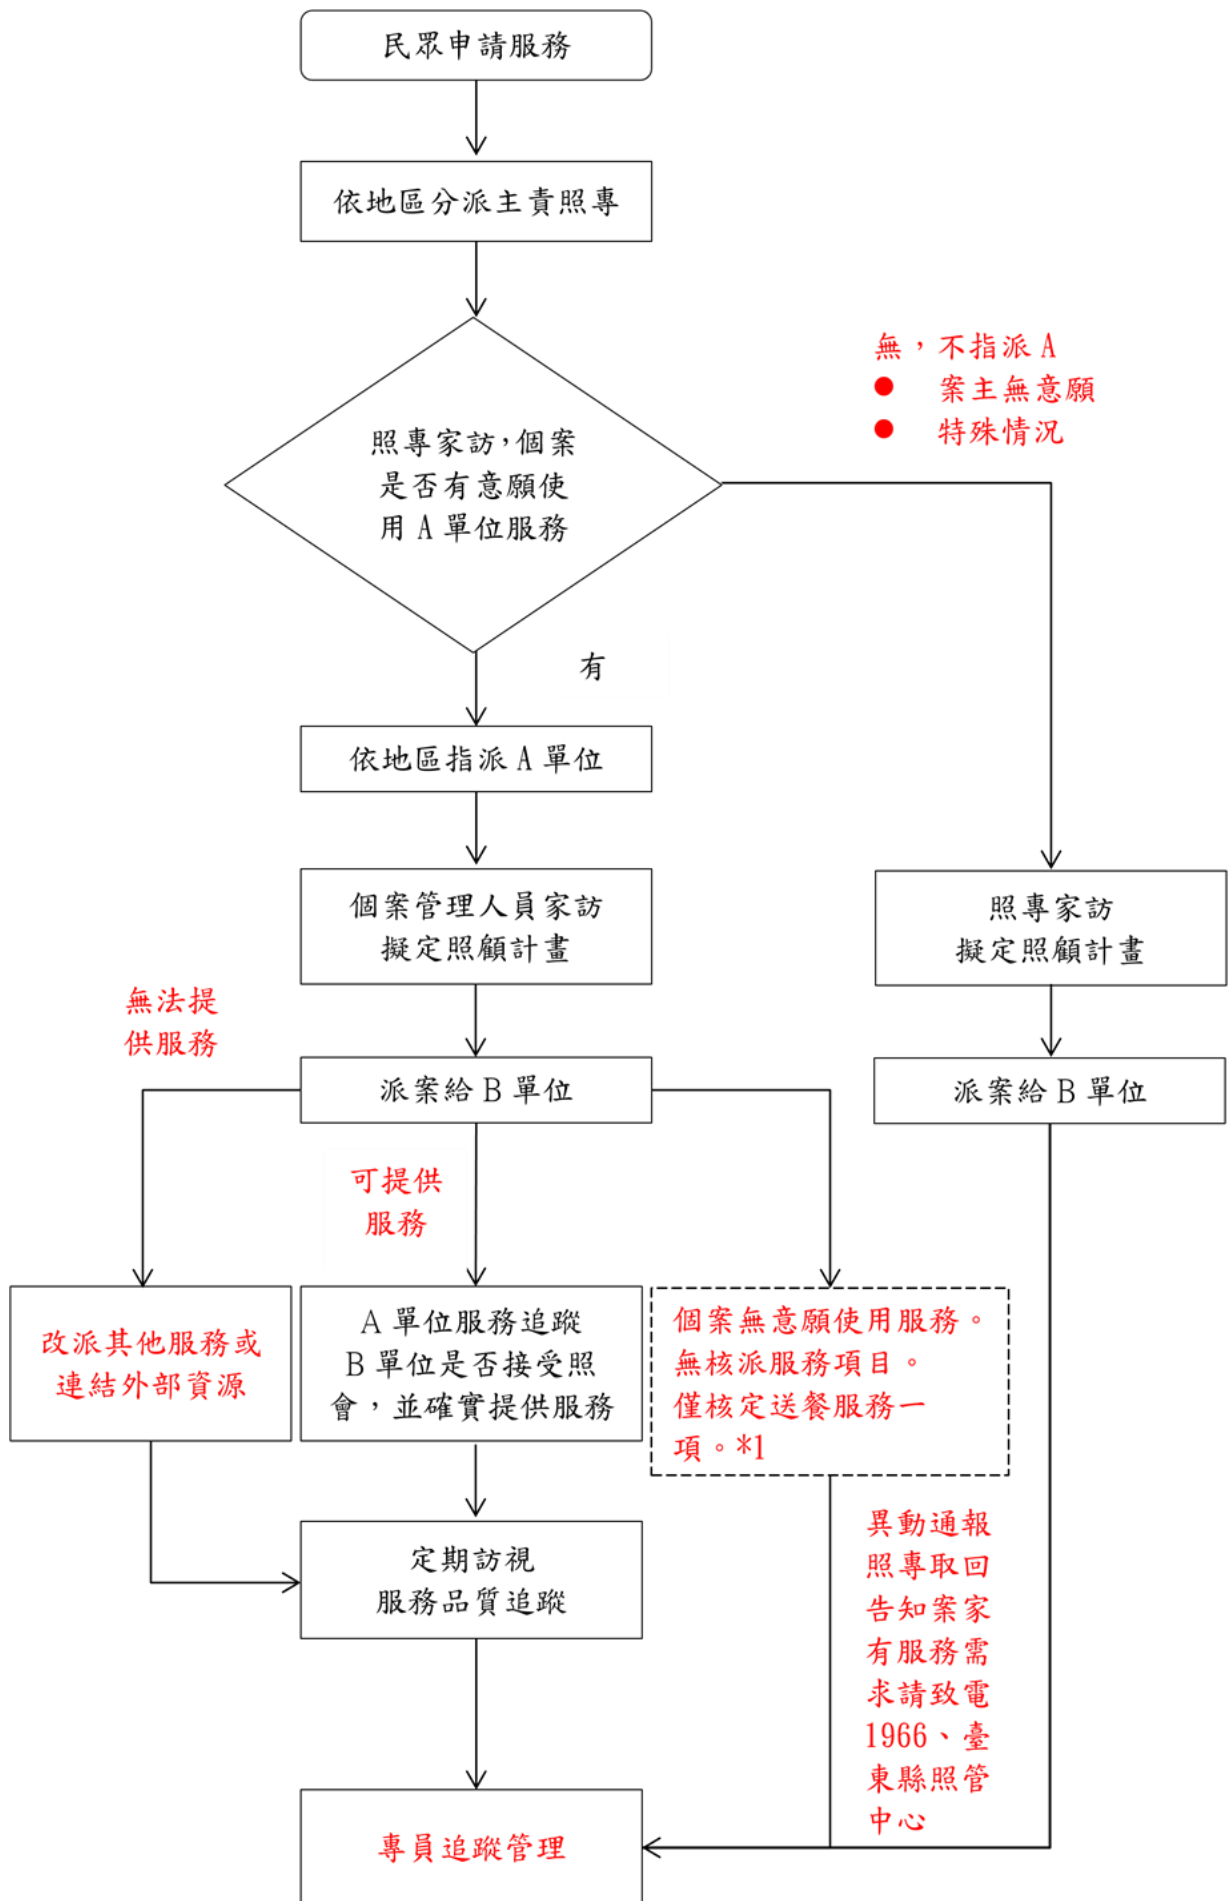 民眾申請服務
依地區分派主責照專
無，不指派A
● 案主無意願
● 特殊情況
照專家訪，個案
是否有意願使
用A單位服務
有
依地區指派A單位
個案管理人員家訪
擬定照顧計畫
照專家訪
擬定照顧計畫
無法提
供服務
派案給B單位
派案給B單位
可提供
服務
改派其他服務或
連結外部資源
A單位服務追蹤
B單位是否接受照
會，並確實提供服務
個案無意願使用服務。
無核派服務項目。
僅核定送餐服務一
項。*1
定期訪視
服務品質追蹤
異動通報
照專取回
告知案家
有服務需
求請致電
1966、臺
東縣照管
中心
專員追蹤管理